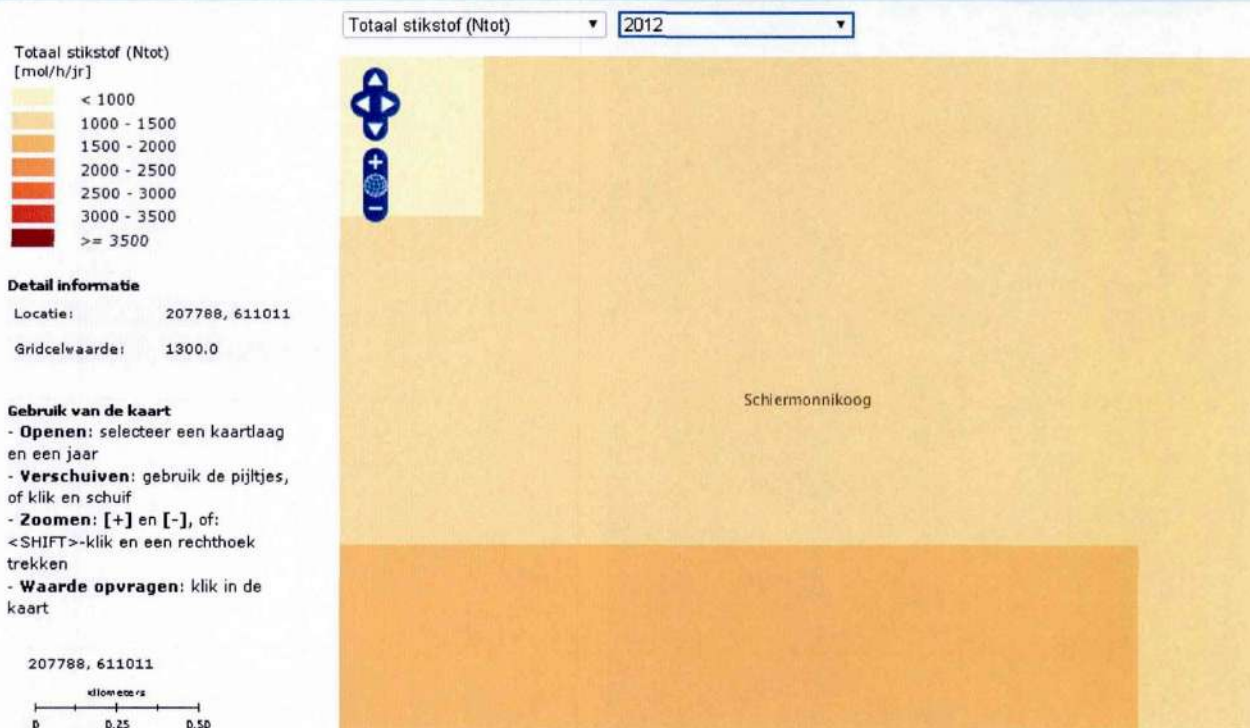 Totaal stikstof (Ntot)
2012
Totaal stikstof (Ntot)
[mol/h/jr]
< 1000
1000 - 1500
1500 - 2000
2000 - 2500
2500 - 3000
3000 - 3500
>= 3500
Detail informatie
Locatie: 207788, 611011
Gridcelwaarde: 1300.0
Gebruik van de kaart
- Openen: selecteer een kaartlaag
en een jaar
- Verschuiven: gebruik de pijltjes,
of klik en schuif
- Zoomen: [+] en [-], of:
<SHIFT>-klik en een rechthoek
trekken
- Waarde opvragen: klik in de
kaart
207788, 611011
kilometers
0 0.25 0.50
Schiermonnikoog